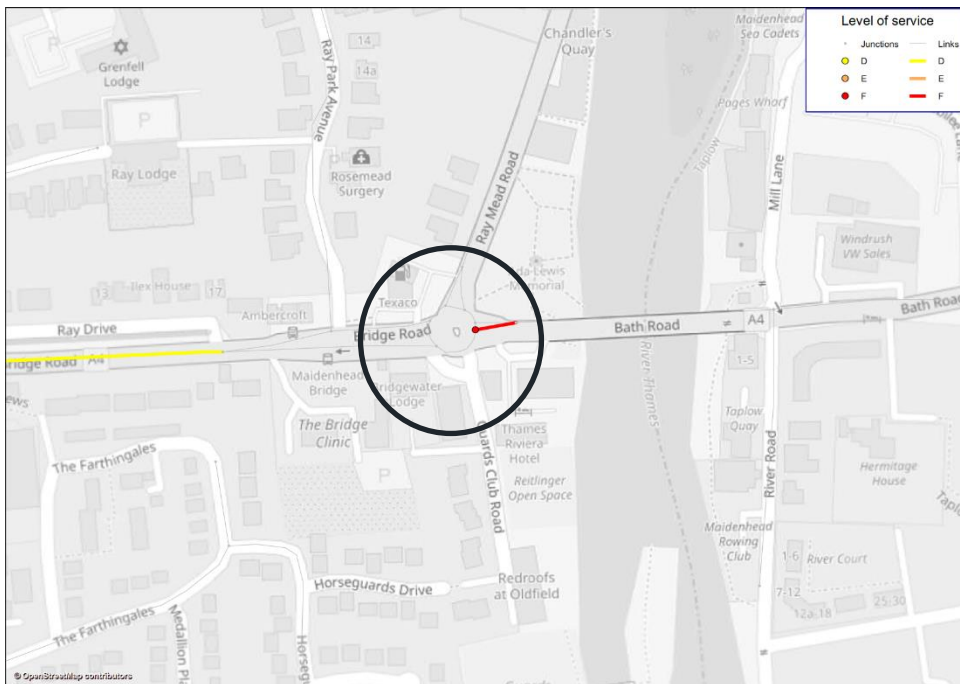 Level of service
Junctions
Links
D
D
E
E
F
F
Maidenhead
Sea Cadets
Chandler's
Quay
P
Grenfell
Lodge
14
14a
Ray Park Avenue
Pages Wharf
Taplow
Mill Lane
P
Ray Lodge
Rosemead
Surgery
Ray Mead Road
Windrush
VW Sales
Memorial
13
Ilex House
17
Texaco
Ambercroft
Ray Drive
Bridge Road
Bath Road
A4
Bath Road
A4
Maidenhead
Bridge
1-5
River Thames
Lodge
The Bridge
Clinic
Taplow
Quay
Guards Club Road
Thames
Riviera
Hotel
River Road
The Farthingales
P
Reitlinger
Open Space
Hermitage
House
Maidenhead
Rowing
Club
1-6
River Court
7-12
12a-18
25-30
Horseguards Drive
Redroofs
at Oldfield
The Farthingales
© OpenStreetMap contributors